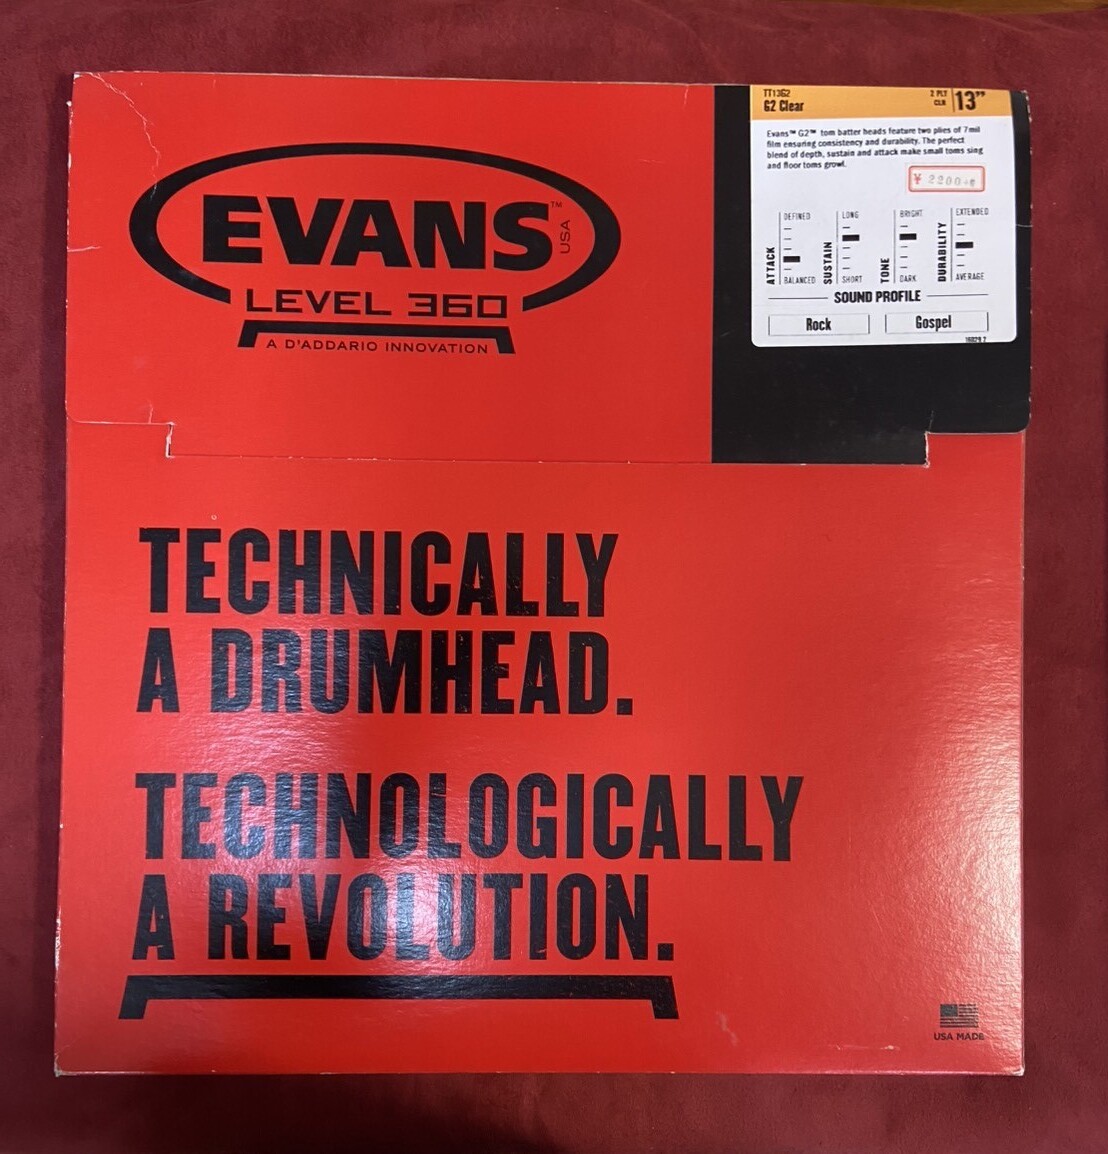 EVANS™
USA
LEVEL 360
A D'ADDARIO INNOVATION
TT13G2
G2 Clear
2 PLY
CLR
13”
Evans™ G2™ tom batter heads feature two plies of 7mil
film ensuring consistency and durability. The perfect
blend of depth, sustain and attack make small toms sing
and floor toms growl.
¥ 2200
ATTACK
DEFINED
BALANCED
SUSTAIN
LONG
SHORT
TONE
BRIGHT
DARK
DURABILITY
EXTENDED
AVERAGE
SOUND PROFILE
Rock
Gospel
TECHNICALLY
A DRUMHEAD.
TECHNOLOGICALLY
A REVOLUTION.
USA MADE